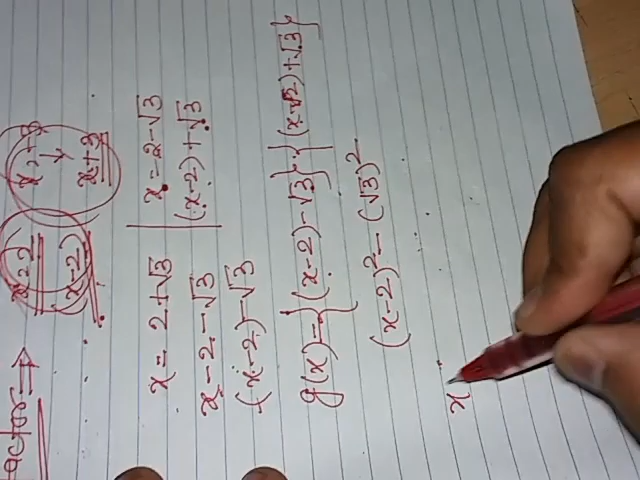 actor ⇒ x=2 x=-3
(x-2) x+3
x = 2+√3 x = 2-√3
x-2-√3 (x-2)+√3
(x-2)-√3
g(x) = {(x-2)-√3}.{(x-2)+√3}
(x-2)²-(√3)²
x